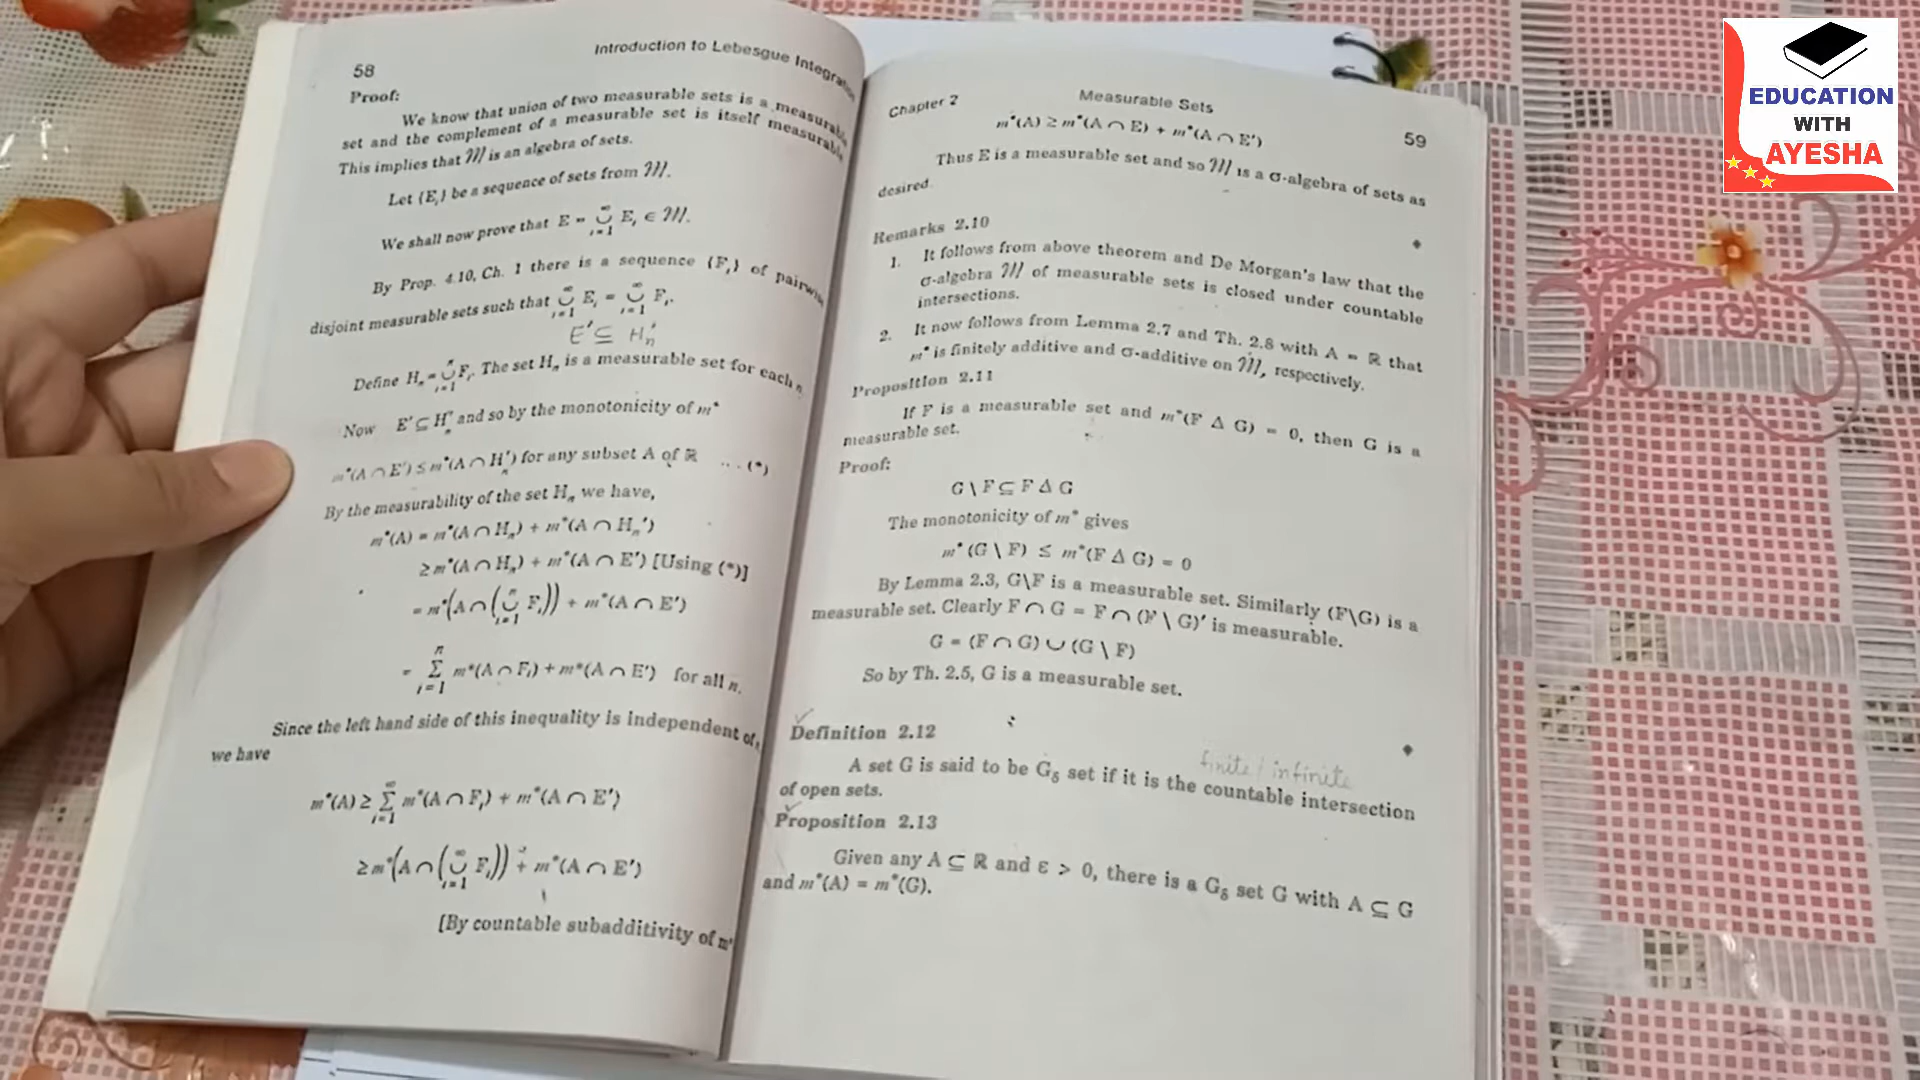 58
Introduction to Lebesgue Integration
Proof:
We know that union of two measurable sets is a measurable
set and the complement of a measurable set is itself measurable
This implies that 𝔐 is an algebra of sets.
Let {Eᵢ} be a sequence of sets from 𝔐.
We shall now prove that E = ∪_{i=1}^{∞} Eᵢ ∈ 𝔐.
By Prop. 4.10, Ch. 1 there is a sequence {Fᵢ} of pairwise
disjoint measurable sets such that ∪_{i=1}^{∞} Eᵢ = ∪_{i=1}^{∞} Fᵢ.
E′ ⊆ Hₙ′
Define Hₙ = ∪_{i=1}^{n} Fᵢ. The set Hₙ is a measurable set for each n
Now E′ ⊆ Hₙ′ and so by the monotonicity of m*
m*(A ∩ E′) ≤ m*(A ∩ Hₙ′) for any subset A of ℝ ... (*)
By the measurability of the set Hₙ we have,
m*(A) = m*(A ∩ Hₙ) + m*(A ∩ Hₙ′)
≥ m*(A ∩ Hₙ) + m*(A ∩ E′) [Using (*)]
= m*(A ∩ (∪_{i=1}^{n} Fᵢ)) + m*(A ∩ E′)
= Σ_{i=1}^{n} m*(A ∩ Fᵢ) + m*(A ∩ E′) for all n.
Since the left hand side of this inequality is independent of
we have
m*(A) ≥ Σ_{i=1}^{∞} m*(A ∩ Fᵢ) + m*(A ∩ E′)
≥ m*(A ∩ (∪_{i=1}^{∞} Fᵢ)) + m*(A ∩ E′)
[By countable subadditivity of m*
Chapter 2
Measurable Sets
59
m*(A) ≥ m*(A ∩ E) + m*(A ∩ E′)
Thus E is a measurable set and so 𝔐 is a σ-algebra of sets as
desired.
Remarks 2.10
1. It follows from above theorem and De Morgan's law that the
σ-algebra 𝔐 of measurable sets is closed under countable
intersections.
2. It now follows from Lemma 2.7 and Th. 2.8 with A = ℝ that
m* is finitely additive and σ-additive on 𝔐, respectively.
Proposition 2.11
If F is a measurable set and m*(F Δ G) = 0, then G is a
measurable set.
Proof:
G \ F ⊆ F Δ G
The monotonicity of m* gives
m*(G \ F) ≤ m*(F Δ G) = 0
By Lemma 2.3, G\F is a measurable set. Similarly (F\G) is a
measurable set. Clearly F ∩ G = F ∩ (F \ G)′ is measurable.
G = (F ∩ G) ∪ (G \ F)
So by Th. 2.5, G is a measurable set.
Definition 2.12
finite / infinite
A set G is said to be G_δ set if it is the countable intersection
of open sets.
Proposition 2.13
Given any A ⊆ ℝ and ε > 0, there is a G_δ set G with A ⊆ G
and m*(A) = m*(G).
EDUCATION
WITH
AYESHA